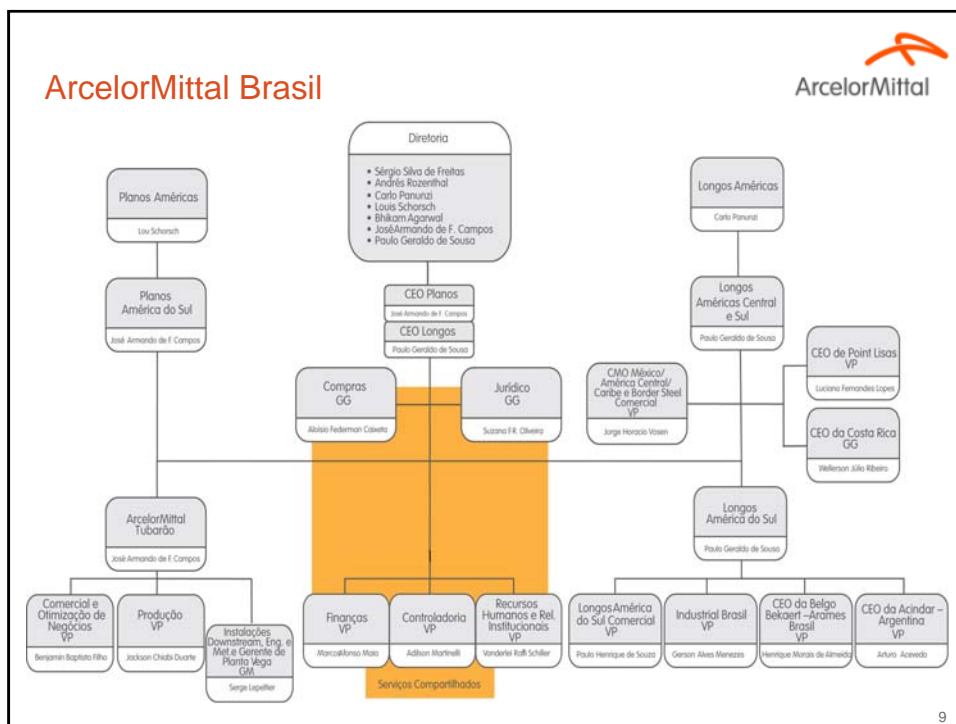 ArcelorMittal Brasil
ArcelorMittal
Diretoria
• Sérgio Silva de Freitas
• Andrés Rozenthal
• Carlo Panunzi
• Louis Schorsch
• Bhikam Agarwal
• JoséArmando de F. Campos
• Paulo Geraldo de Sousa
Planos Américas
Lou Schorsch
Longos Américas
Carlo Panunzi
Planos
América do Sul
José Armando de F. Campos
CEO Planos
José Armando de F. Campos
CEO Longos
Paulo Geraldo de Sousa
Longos
Américas Central
e Sul
Paulo Geraldo de Sousa
Compras
GG
Aloísio Federman Caixeta
Jurídico
GG
Suzana F.R. Oliveira
CMO México/
América Central/
Caribe e Border Steel
Comercial
VP
Jorge Horacio Vosen
CEO de Point Lisas
VP
Luciano Fernandes Lopes
CEO da Costa Rica
GG
Wellerson Júlio Ribeiro
ArcelorMittal
Tubarão
José Armando de F. Campos
Longos
América do Sul
Paulo Geraldo de Sousa
Comercial e
Otimização de
Negócios
VP
Benjamin Baptista Filho
Produção
VP
Jackson Chiabi Duarte
Instalações
Downstream, Eng. e
Met.e Gerente de
Planta Vega
GM
Serge Lepeltier
Finanças
VP
MarcosAfonso Maia
Controladoria
VP
Adilson Martinelli
Recursos
Humanos e Rel.
Institucionais
VP
Vanderlei Raffi Schiller
LongosAmérica
do Sul Comercial
VP
Paulo Henrique de Souza
Industrial Brasil
VP
Gerson Alves Menezes
CEO da Belgo
Bekaert –Arames
Brasil
VP
Henrique Morais de Almeida
CEO da Acindar –
Argentina
VP
Arturo Acevedo
Serviços Compartilhados
9